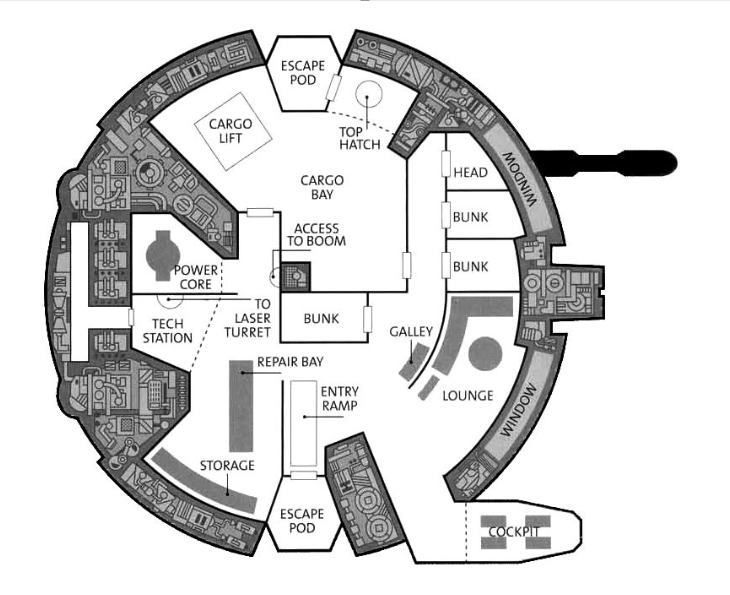 ESCAPE
POD
CARGO
LIFT
TOP
HATCH
WINDOW
HEAD
CARGO
BAY
BUNK
ACCESS
TO BOOM
BUNK
POWER
CORE
TO
LASER
TURRET
TECH
STATION
BUNK
GALLEY
REPAIR BAY
ENTRY
RAMP
LOUNGE
WINDOW
STORAGE
ESCAPE
POD
COCKPIT